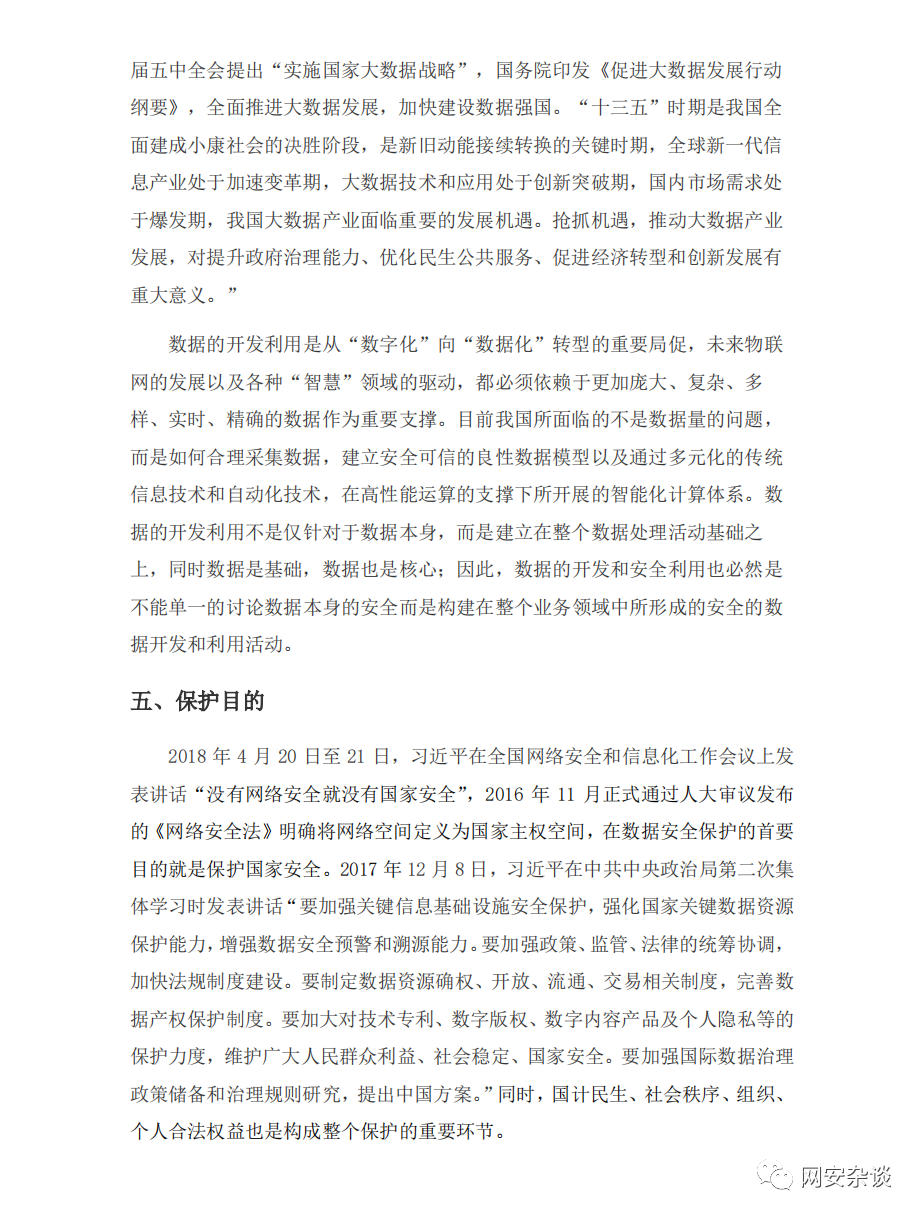 届五中全会提出“实施国家大数据战略”，国务院印发《促进大数据发展行动
纲要》，全面推进大数据发展，加快建设数据强国。“十三五”时期是我国全
面建成小康社会的决胜阶段，是新旧动能接续转换的关键时期，全球新一代信
息产业处于加速变革期，大数据技术和应用处于创新突破期，国内市场需求处
于爆发期，我国大数据产业面临重要的发展机遇。抢抓机遇，推动大数据产业
发展，对提升政府治理能力、优化民生公共服务、促进经济转型和创新发展有
重大意义。”
数据的开发利用是从“数字化”向“数据化”转型的重要局促，未来物联
网的发展以及各种“智慧”领域的驱动，都必须依赖于更加庞大、复杂、多
样、实时、精确的数据作为重要支撑。目前我国所面临的不是数据量的问题，
而是如何合理采集数据，建立安全可信的良性数据模型以及通过多元化的传统
信息技术和自动化技术，在高性能运算的支撑下所开展的智能化计算体系。数
据的开发利用不是仅针对于数据本身，而是建立在整个数据处理活动基础之
上，同时数据是基础，数据也是核心；因此，数据的开发和安全利用也必然是
不能单一的讨论数据本身的安全而是构建在整个业务领域中所形成的安全的数
据开发和利用活动。
五、保护目的
2018 年 4 月 20 日至 21 日，习近平在全国网络安全和信息化工作会议上发
表讲话“没有网络安全就没有国家安全”，2016 年 11 月正式通过人大审议发布
的《网络安全法》明确将网络空间定义为国家主权空间，在数据安全保护的首要
目的就是保护国家安全。2017 年 12 月 8 日，习近平在中共中央政治局第二次集
体学习时发表讲话“要加强关键信息基础设施安全保护，强化国家关键数据资源
保护能力，增强数据安全预警和溯源能力。要加强政策、监管、法律的统筹协调，
加快法规制度建设。要制定数据资源确权、开放、流通、交易相关制度，完善数
据产权保护制度。要加大对技术专利、数字版权、数字内容产品及个人隐私等的
保护力度，维护广大人民群众利益、社会稳定、国家安全。要加强国际数据治理
政策储备和治理规则研究，提出中国方案。”同时，国计民生、社会秩序、组织、
个人合法权益也是构成整个保护的重要环节。
网安杂谈